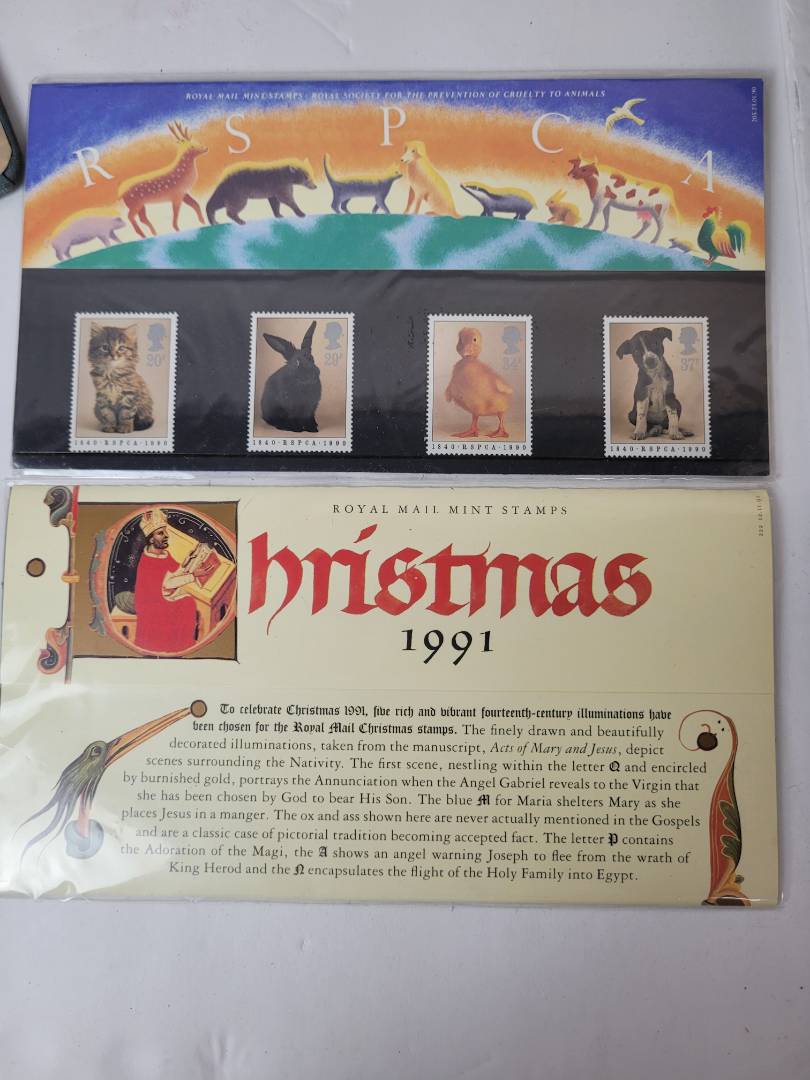 ROYAL MAIL MINT STAMPS · ROYAL SOCIETY FOR THE PREVENTION OF CRUELTY TO ANIMALS
R S P C A
20P
29P
34P
37P
1840·RSPCA·1990
1840·RSPCA·1990
1840·RSPCA·1990
1840·RSPCA·1990
ROYAL MAIL MINT STAMPS
Christmas
1991
To celebrate Christmas 1991, five rich and vibrant fourteenth-century illuminations have
been chosen for the Royal Mail Christmas stamps. The finely drawn and beautifully
decorated illuminations, taken from the manuscript, Acts of Mary and Jesus, depict
scenes surrounding the Nativity. The first scene, nestling within the letter Q and encircled
by burnished gold, portrays the Annunciation when the Angel Gabriel reveals to the Virgin that
she has been chosen by God to bear His Son. The blue M for Maria shelters Mary as she
places Jesus in a manger. The ox and ass shown here are never actually mentioned in the Gospels
and are a classic case of pictorial tradition becoming accepted fact. The letter P contains
the Adoration of the Magi, the A shows an angel warning Joseph to flee from the wrath of
King Herod and the N encapsulates the flight of the Holy Family into Egypt.